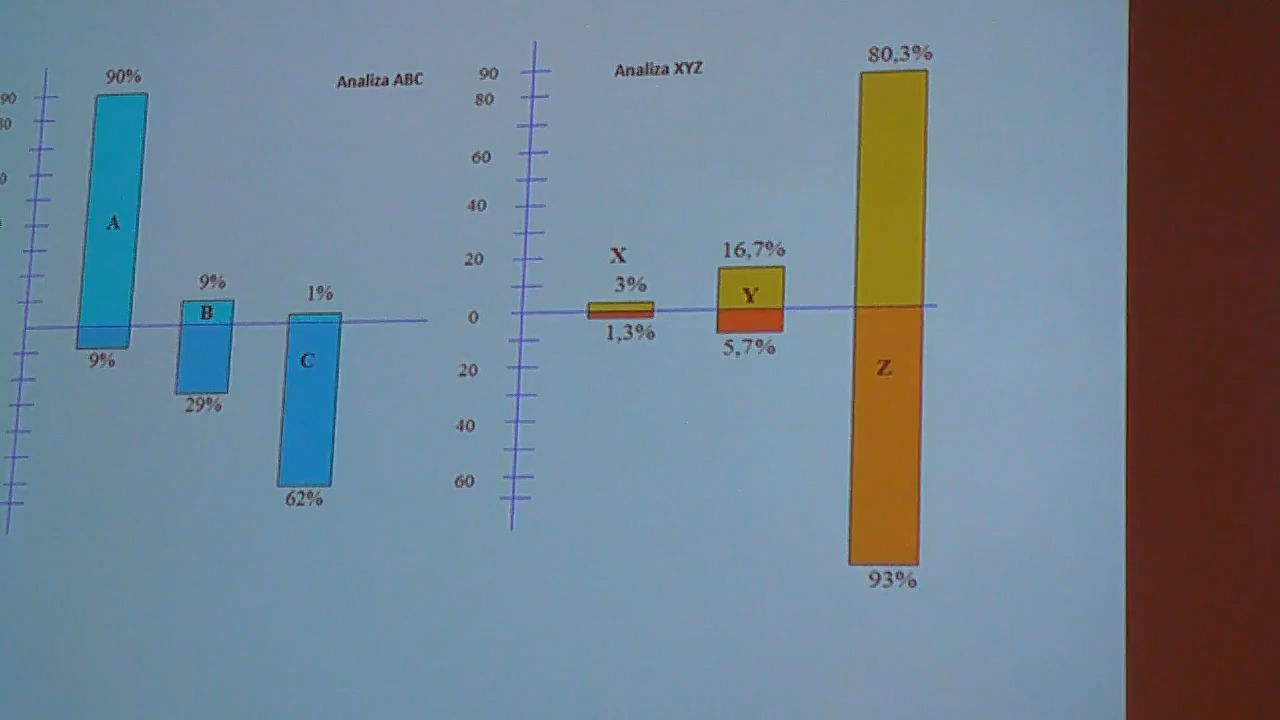 Analiza ABC
90
90%
A
9%
9%
B
29%
1%
C
62%
Analiza XYZ
90
80
60
40
20
0
20
40
60
X
3%
1,3%
16,7%
Y
5,7%
80,3%
Z
93%